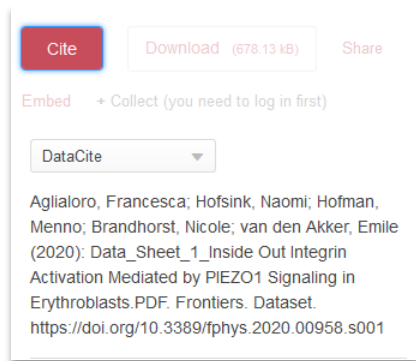 Cite Download (678.13 kB) Share
Embed + Collect (you need to log in first)
DataCite
Aglialoro, Francesca; Hofsink, Naomi; Hofman,
Menno; Brandhorst, Nicole; van den Akker, Emile
(2020): Data_Sheet_1_Inside Out Integrin
Activation Mediated by PIEZO1 Signaling in
Erythroblasts.PDF. Frontiers. Dataset.
https://doi.org/10.3389/fphys.2020.00958.s001